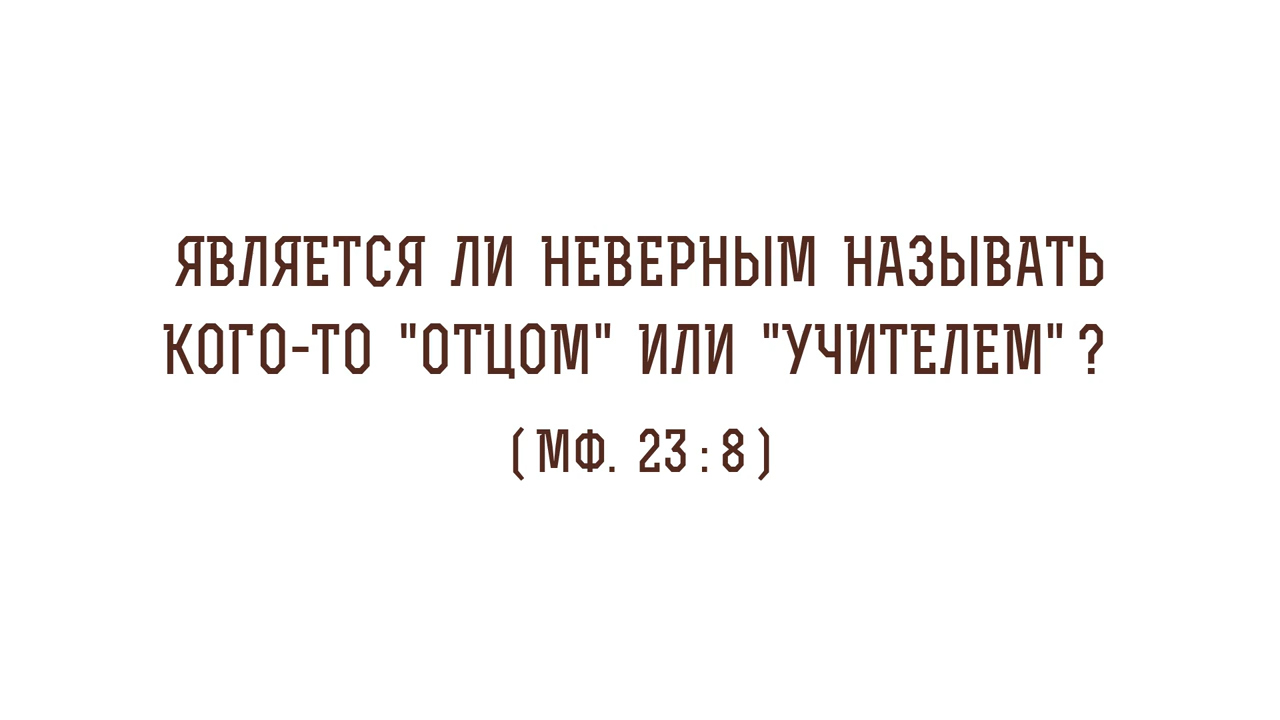 ЯВЛЯЕТСЯ ЛИ НЕВЕРНЫМ НАЗЫВАТЬ
КОГО-ТО "ОТЦОМ" ИЛИ "УЧИТЕЛЕМ"?
(МФ. 23:8)